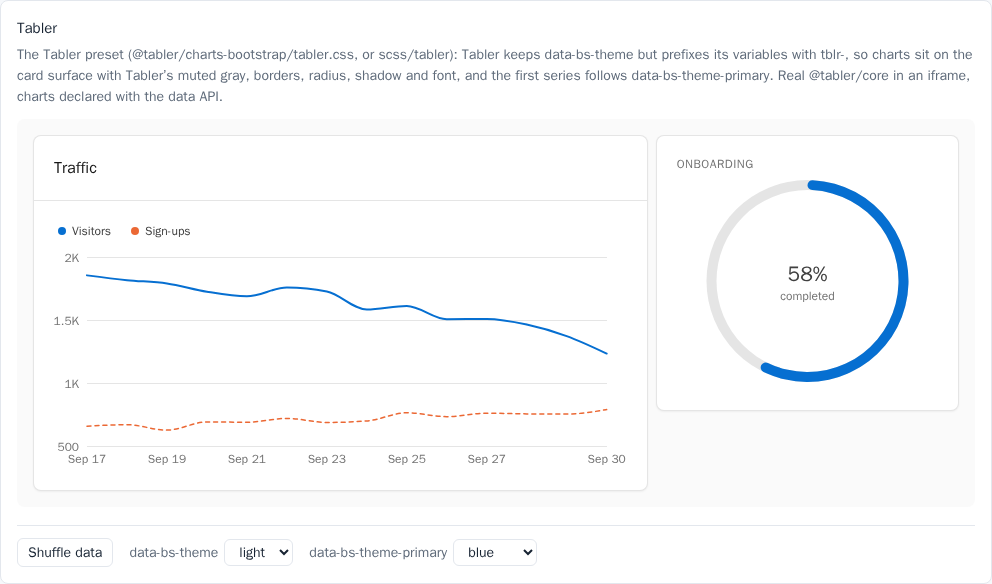 Tabler
The Tabler preset (@tabler/charts-bootstrap/tabler.css, or scss/tabler): Tabler keeps data-bs-theme but prefixes its variables with tblr-, so charts sit on the
card surface with Tabler's muted gray, borders, radius, shadow and font, and the first series follows data-bs-theme-primary. Real @tabler/core in an iframe,
charts declared with the data API.
Traffic
Visitors
Sign-ups
2K
1.5K
1K
500
Sep 17
Sep 19
Sep 21
Sep 23
Sep 25
Sep 27
Sep 30
ONBOARDING
58%
completed
Shuffle data
data-bs-theme
light
data-bs-theme-primary
blue